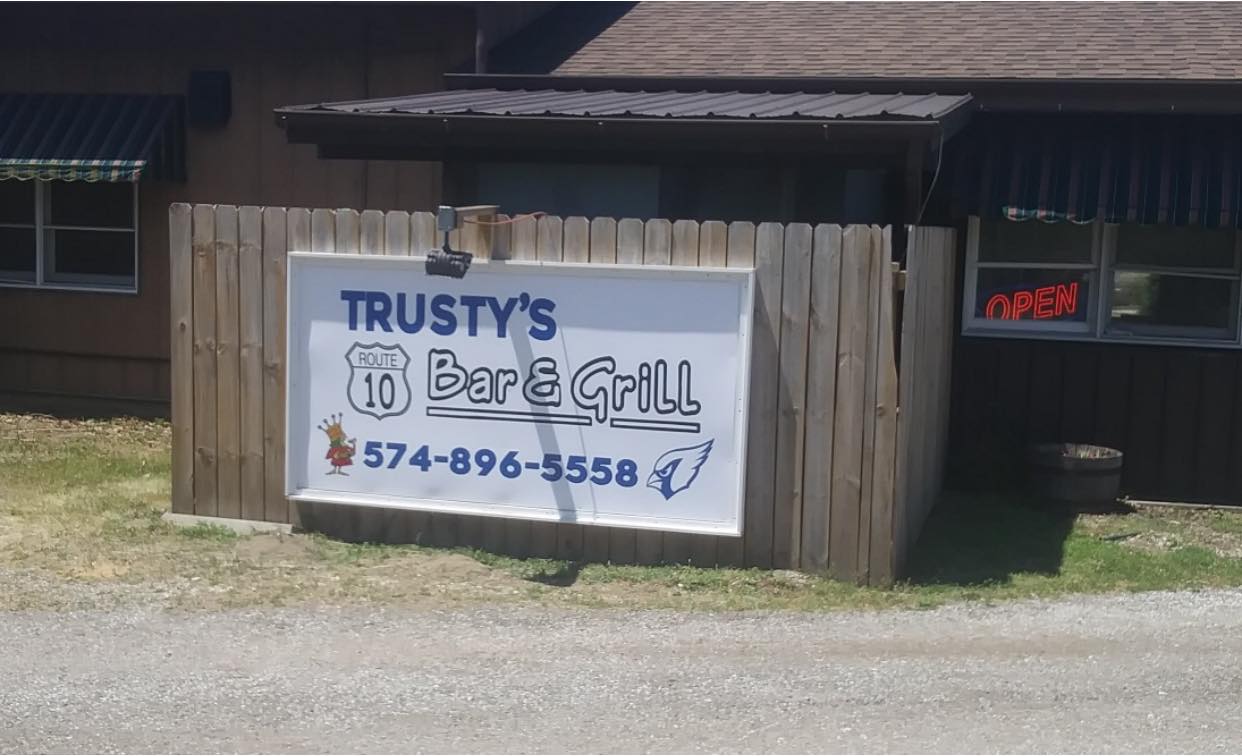 TRUSTY'S
ROUTE
10
Bar & Grill
574-896-5558
OPEN